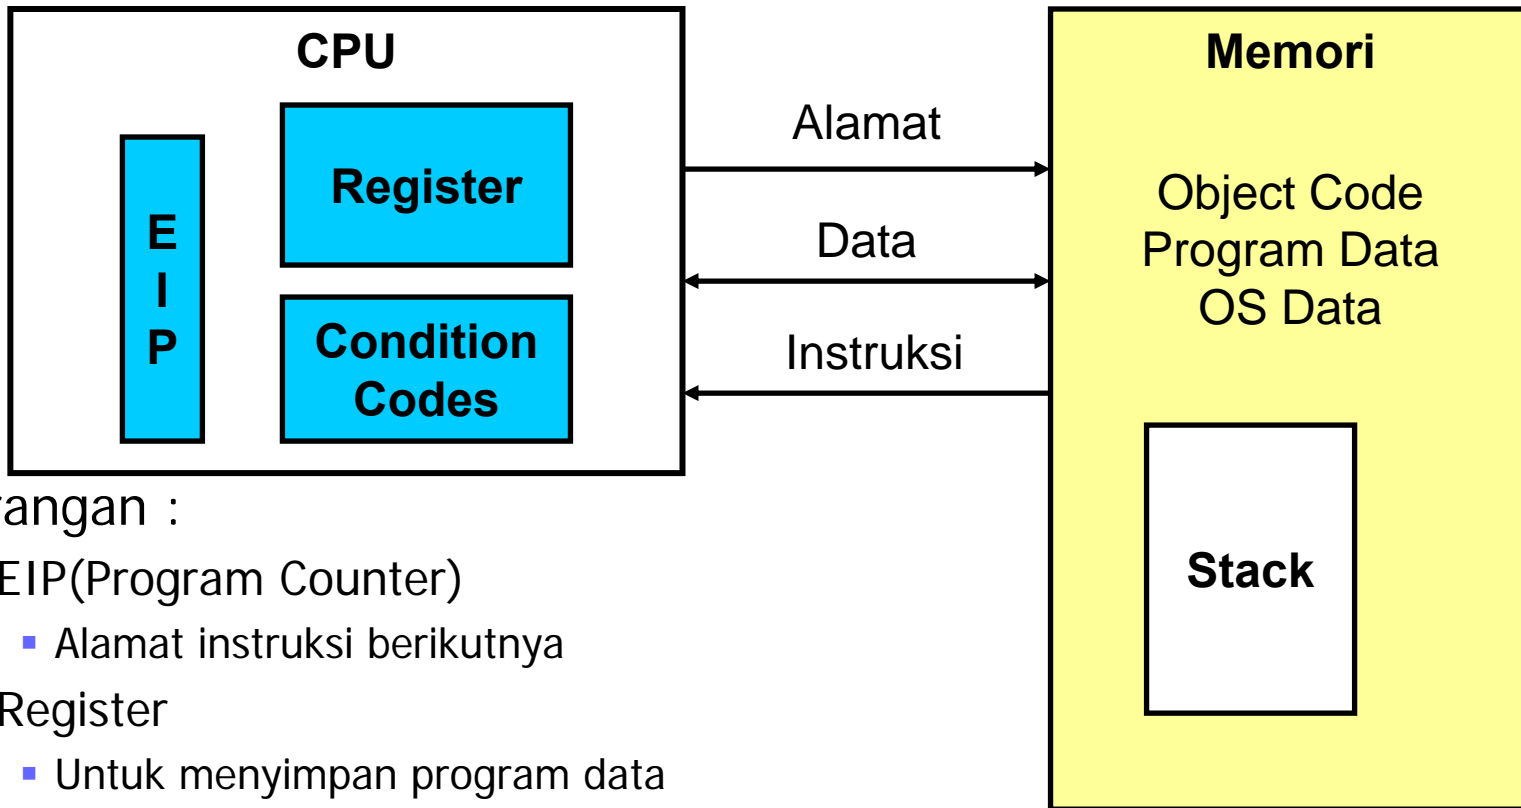 CPU
E
I
P
Register
Condition
Codes
Alamat
Data
Instruksi
Memori
Object Code
Program Data
OS Data
Stack
rangan :
EIP(Program Counter)
▪ Alamat instruksi berikutnya
Register
▪ Untuk menyimpan program data